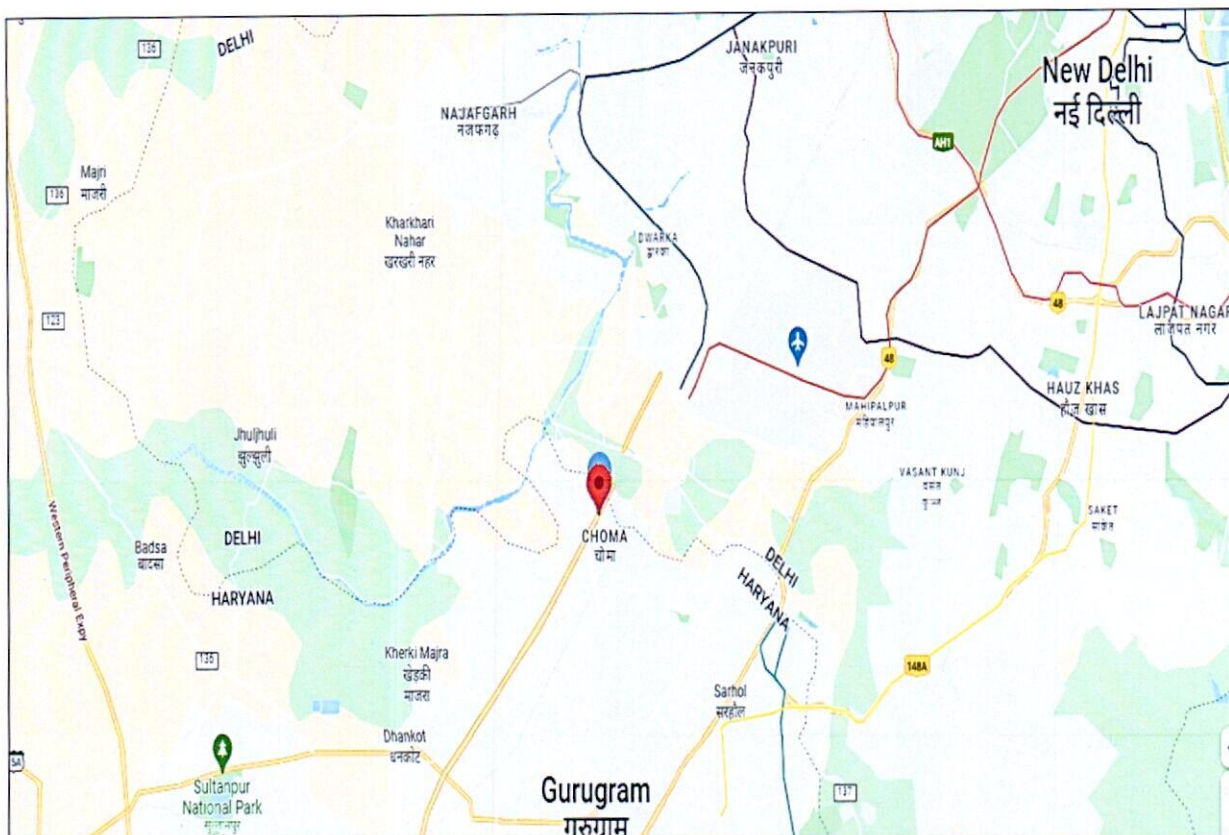 136
DELHI
JANAKPURI
जनकपुरी
New Delhi
नई दिल्ली
NAJAFGARH
नजफगढ़
AH1
Majri
माजरी
136
Kharkhari
Nahar
खरखरी नहर
DWARKA
द्वारका
123
48
LAJPAT NAGAR
लाजपत नगर
48
HAUZ KHAS
हौज़ खास
MAHIPALPUR
महिपालपुर
Jhuljhuli
झुल्झुली
VASANT KUNJ
वसंत
कुन्ज
SAKET
साकेत
Western Peripheral Expy
CHOMA
चोमा
Badsa
बादसा
DELHI
HARYANA
DELHI
HARYANA
Kherki Majra
खेड़की
माजरा
148A
Sarhol
सरहौल
Dhankot
धनकोट
Sultanpur
National Park
Gurugram
गुरुग्राम
137